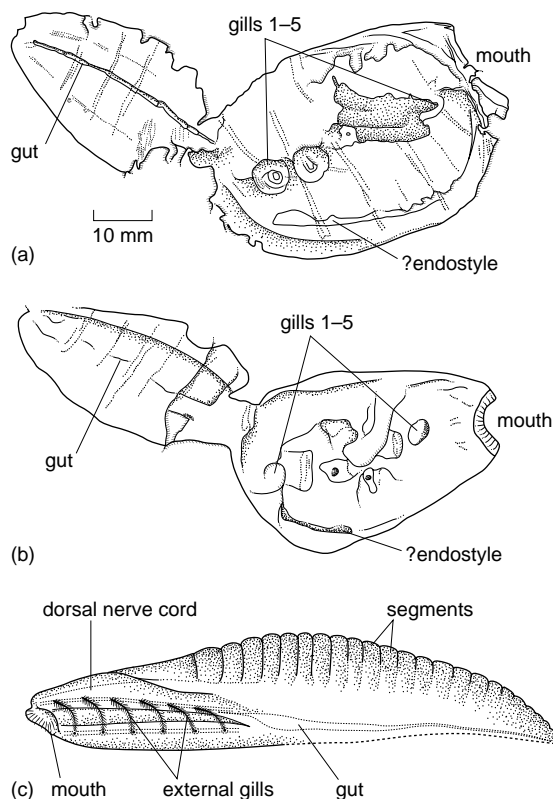 gills 1–5
mouth
gut
10 mm
(a)
?endostyle
gills 1–5
mouth
gut
(b)
?endostyle
dorsal nerve cord
segments
(c)
mouth
external gills
gut